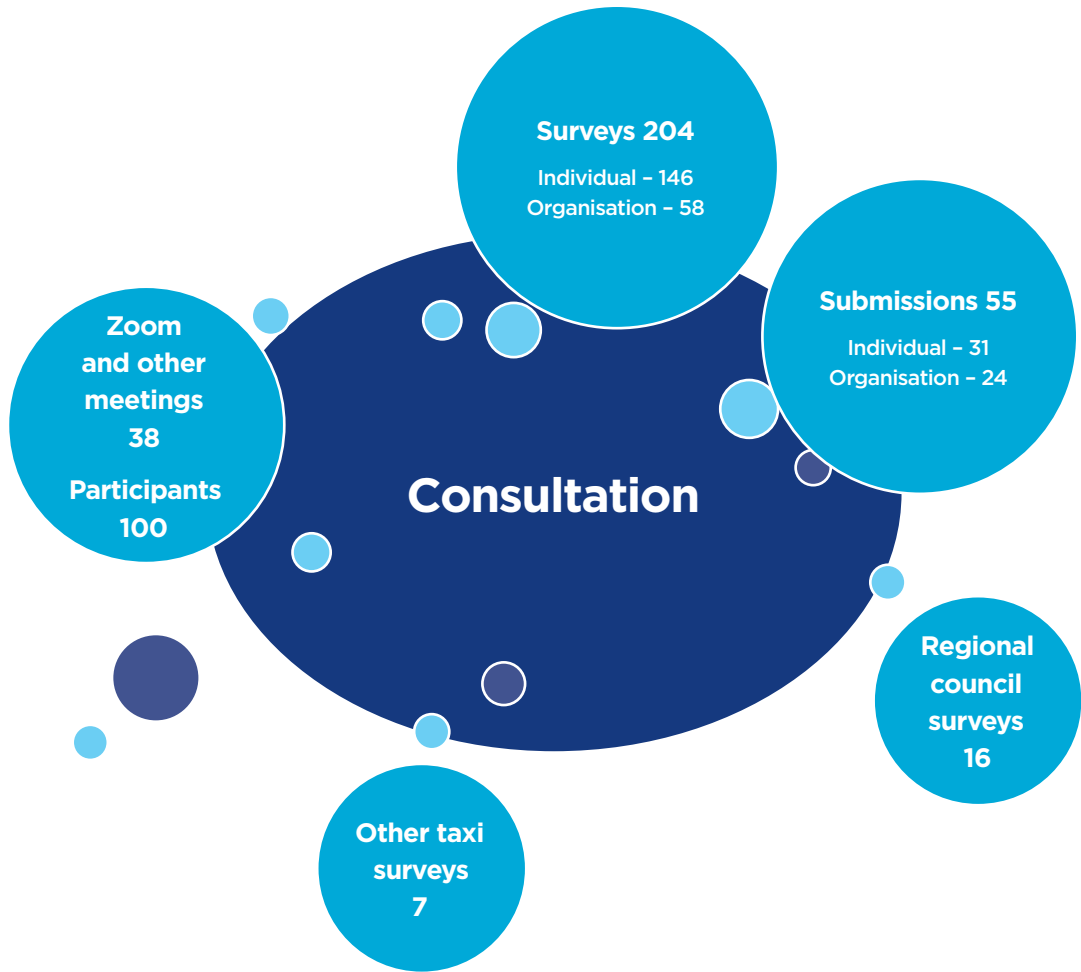 Surveys 204
Individual – 146
Organisation – 58
Submissions 55
Individual – 31
Organisation – 24
Zoom
and other
meetings
38
Participants
100
Consultation
Regional
council
surveys
16
Other taxi
surveys
7